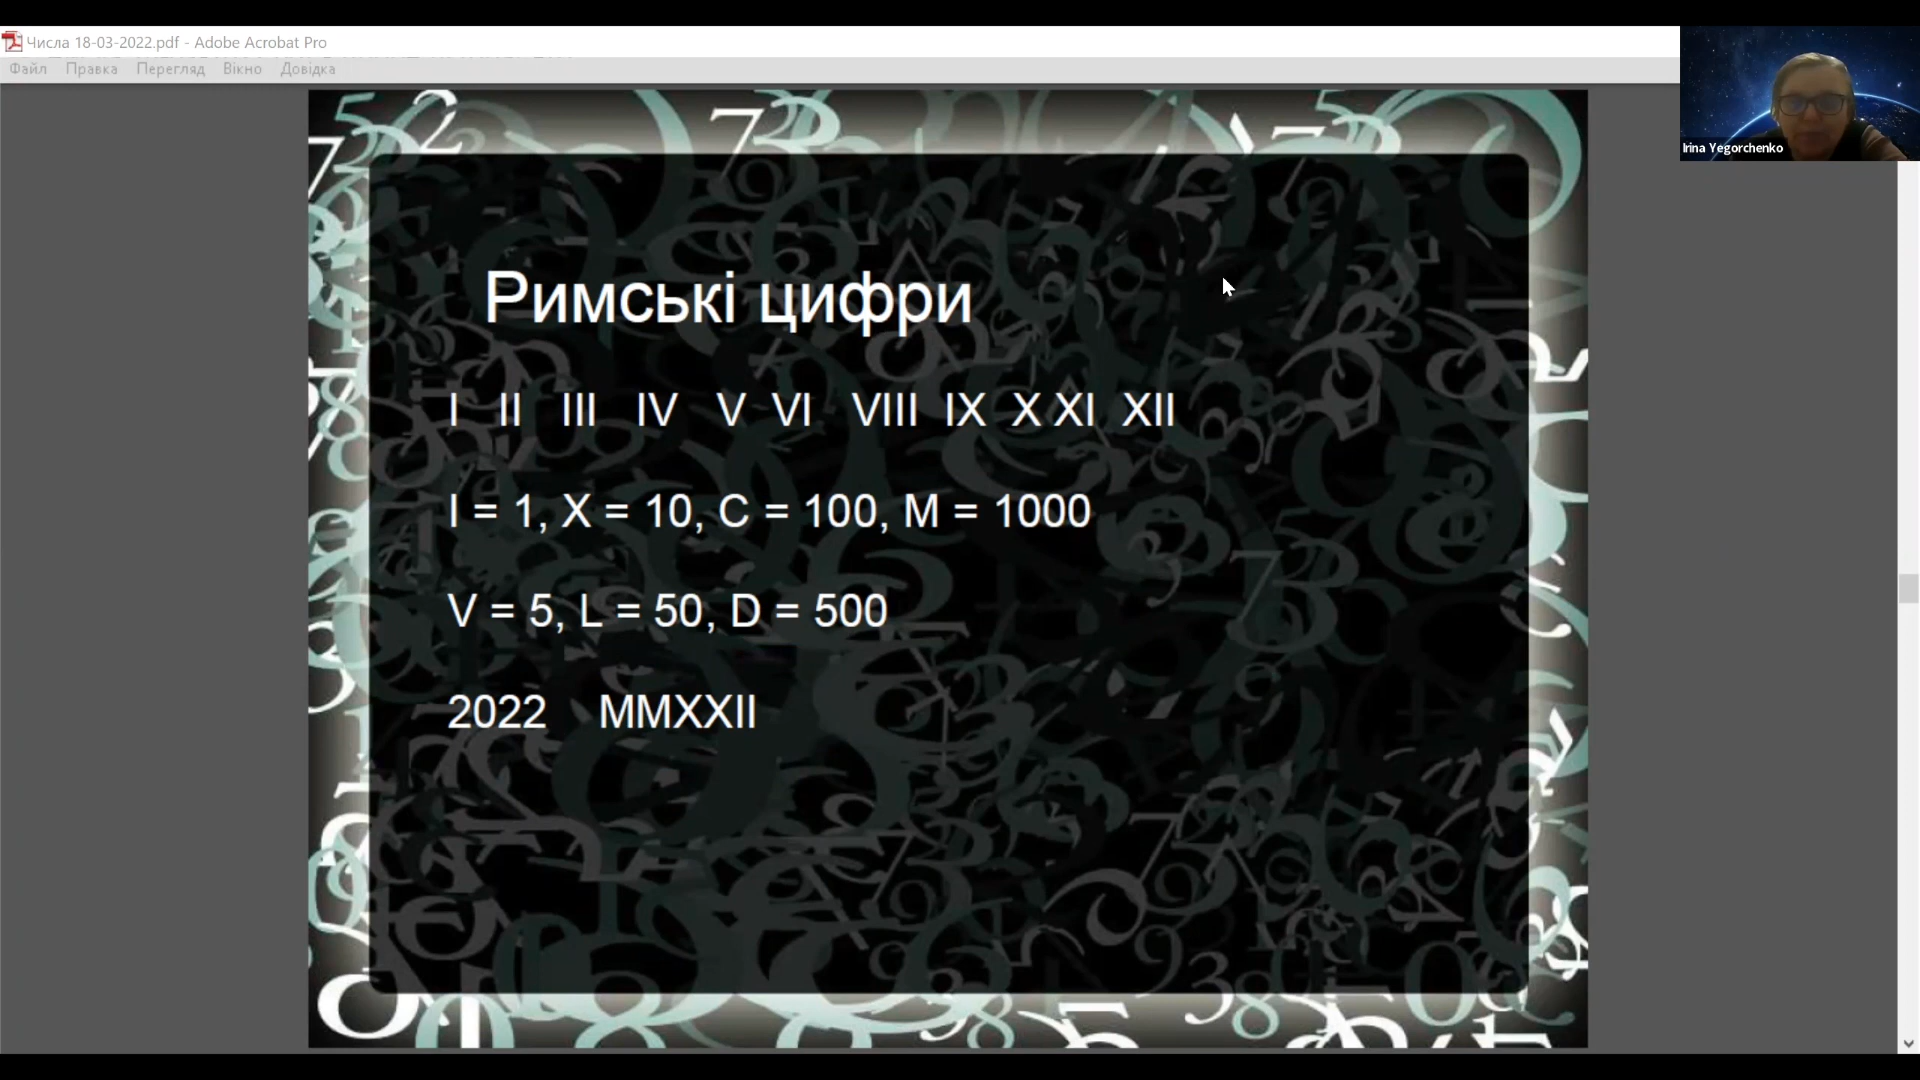 Числа 18-03-2022.pdf - Adobe Acrobat Pro
Файл Правка Перегляд Вікно Довідка
Irina Yegorchenko
Римські цифри
I II III IV V VI VIII IX X XI XII
I = 1, X = 10, C = 100, M = 1000
V = 5, L = 50, D = 500
2022 MMXXII